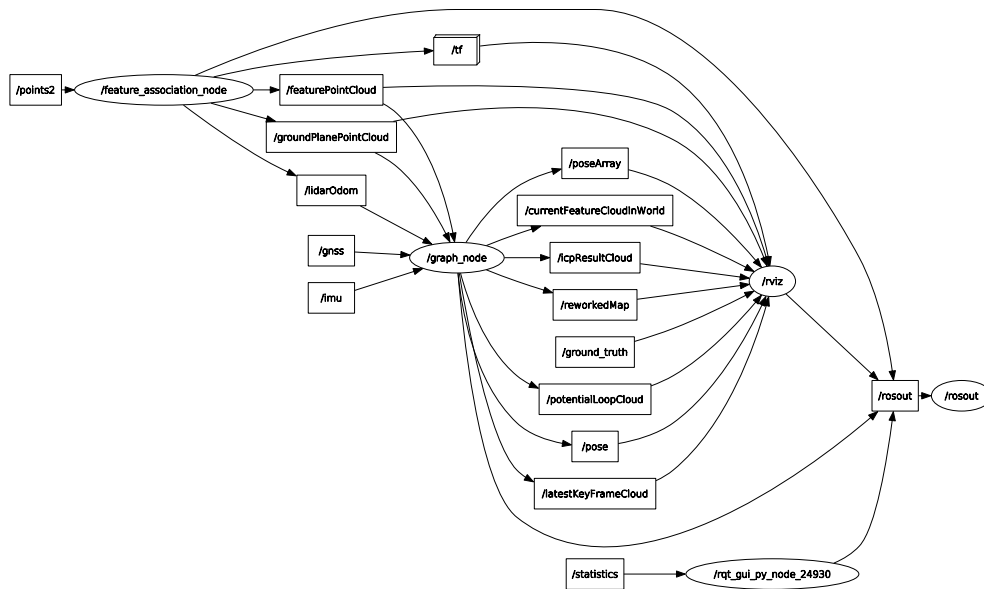 /tf
/points2
/feature_association_node
/featurePointCloud
/groundPlanePointCloud
/poseArray
/lidarOdom
/currentFeatureCloudInWorld
/gnss
/graph_node
/icpResultCloud
/rviz
/imu
/reworkedMap
/ground_truth
/potentialLoopCloud
/rosout
/rosout
/pose
/latestKeyFrameCloud
/statistics
/rqt_gui_py_node_24930